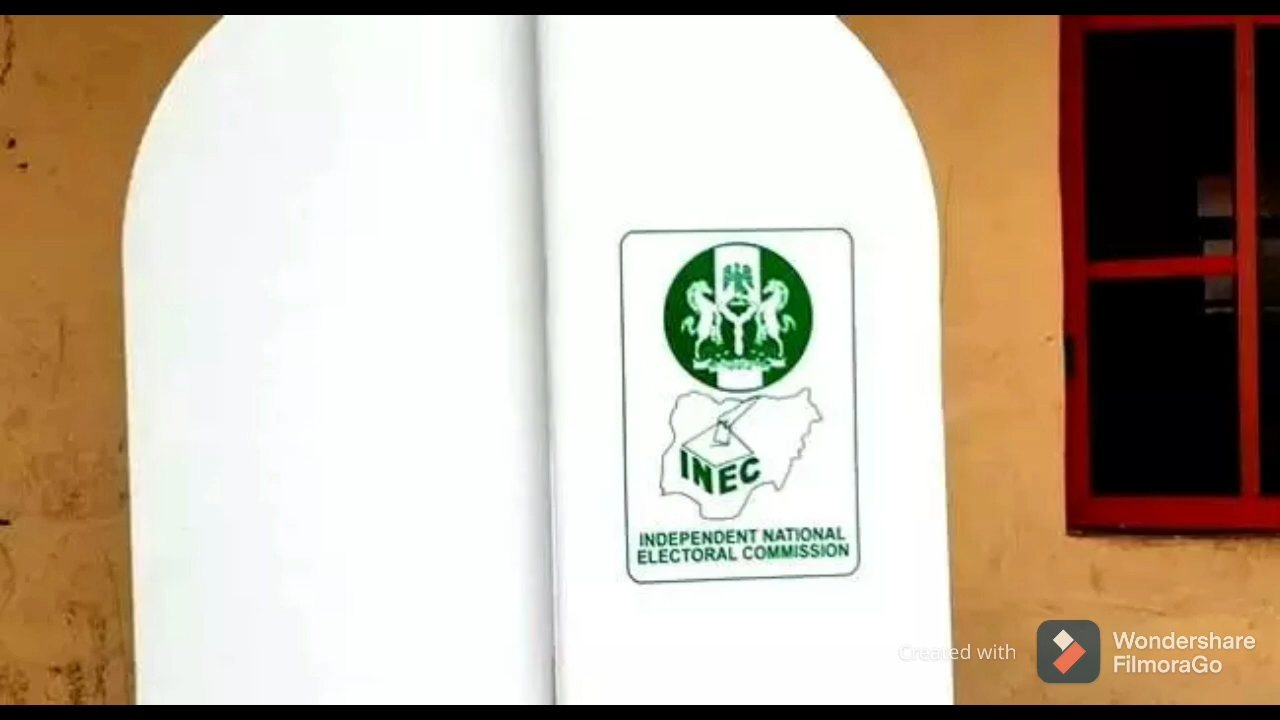 INEC
INDEPENDENT NATIONAL
ELECTORAL COMMISSION
Created with
Wondershare
FilmoraGo